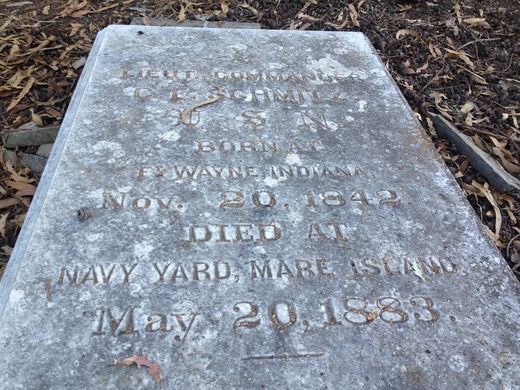 LIEUT. COMMANDER
C. F. SCHMITZ
U. S. N.
BORN AT
FT WAYNE INDIANA
Nov. 20, 1842.
DIED AT
NAVY YARD, MARE ISLAND.
May 20, 1883.